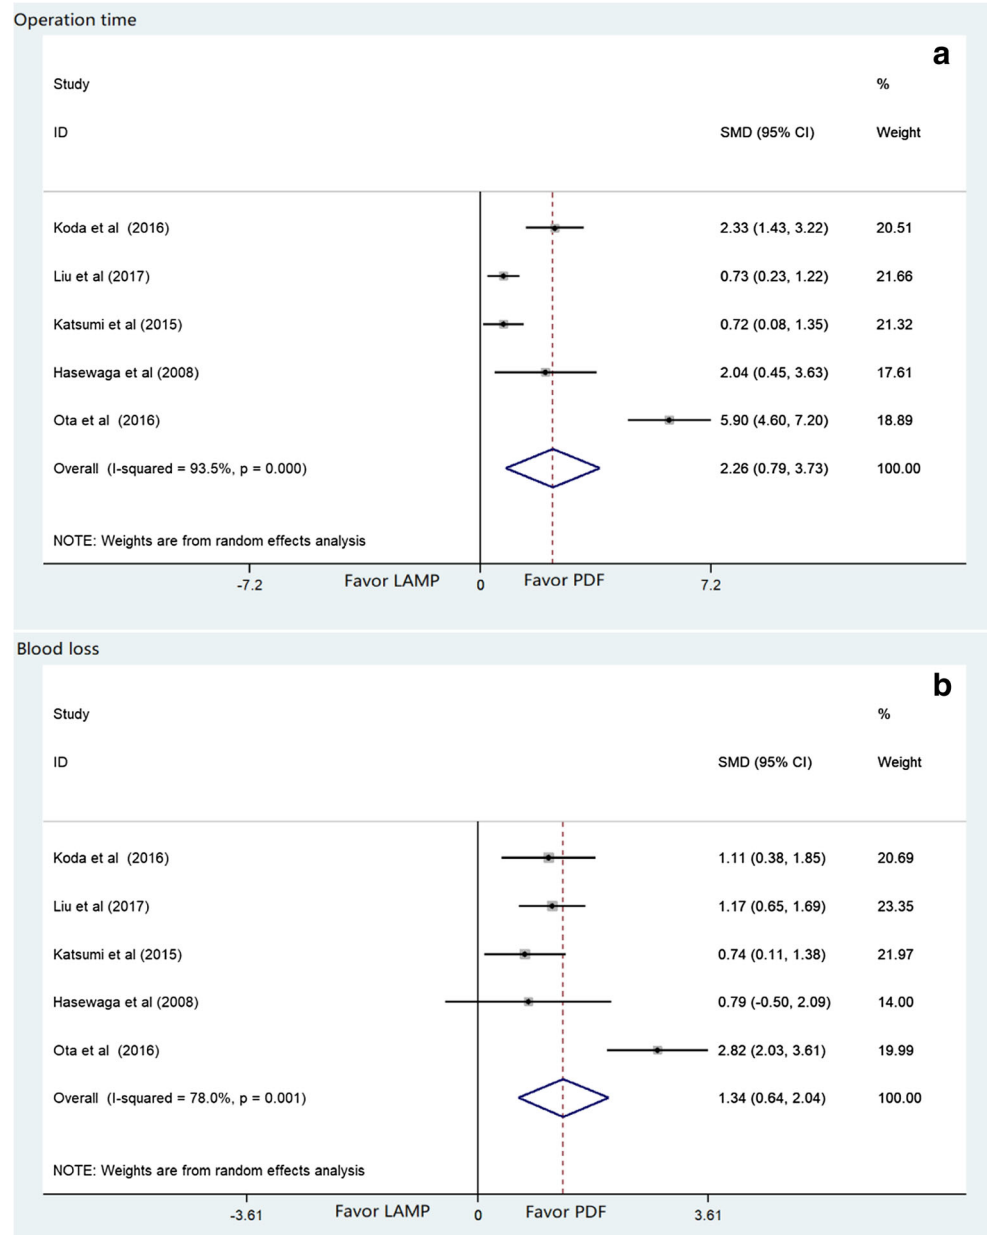 Operation time
a
Study %
ID SMD (95% CI) Weight
Koda et al (2016) 2.33 (1.43, 3.22) 20.51
Liu et al (2017) 0.73 (0.23, 1.22) 21.66
Katsumi et al (2015) 0.72 (0.08, 1.35) 21.32
Hasewaga et al (2008) 2.04 (0.45, 3.63) 17.61
Ota et al (2016) 5.90 (4.60, 7.20) 18.89
Overall (I-squared = 93.5%, p = 0.000) 2.26 (0.79, 3.73) 100.00
NOTE: Weights are from random effects analysis
-7.2 Favor LAMP 0 Favor PDF 7.2
Blood loss
b
Study %
ID SMD (95% CI) Weight
Koda et al (2016) 1.11 (0.38, 1.85) 20.69
Liu et al (2017) 1.17 (0.65, 1.69) 23.35
Katsumi et al (2015) 0.74 (0.11, 1.38) 21.97
Hasewaga et al (2008) 0.79 (-0.50, 2.09) 14.00
Ota et al (2016) 2.82 (2.03, 3.61) 19.99
Overall (I-squared = 78.0%, p = 0.001) 1.34 (0.64, 2.04) 100.00
NOTE: Weights are from random effects analysis
-3.61 Favor LAMP 0 Favor PDF 3.61